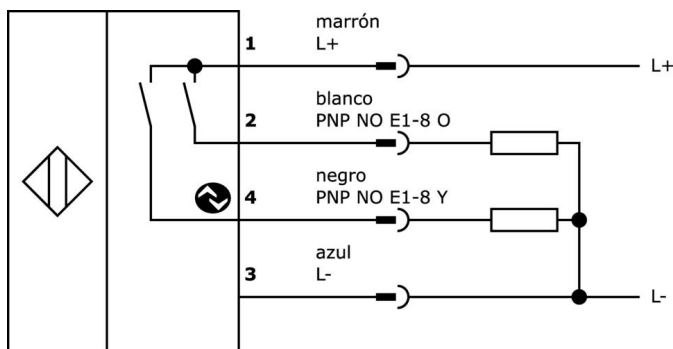 marrón
1 L+
L+
blanco
2 PNP NO E1-8 O
negro
4 PNP NO E1-8 Y
azul
3 L-
L-